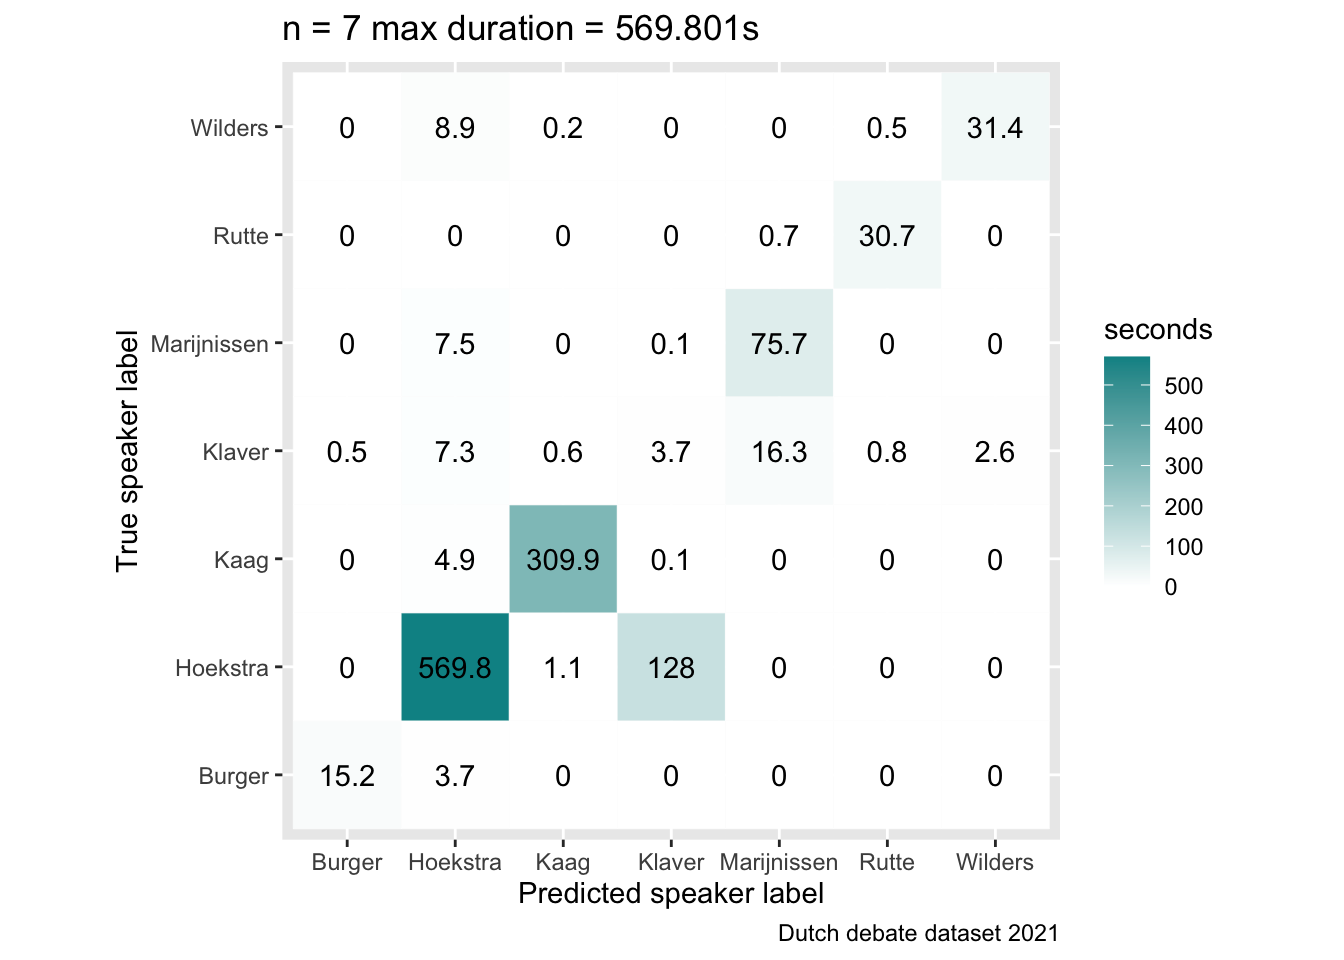 n = 7 max duration = 569.801s
True speaker label
Wilders 0 8.9 0.2 0 0 0.5 31.4
Rutte 0 0 0 0 0.7 30.7 0
Marijnissen 0 7.5 0 0.1 75.7 0 0
Klaver 0.5 7.3 0.6 3.7 16.3 0.8 2.6
Kaag 0 4.9 309.9 0.1 0 0 0
Hoekstra 0 569.8 1.1 128 0 0 0
Burger 15.2 3.7 0 0 0 0 0
Burger Hoekstra Kaag Klaver Marijnissen Rutte Wilders
Predicted speaker label
seconds
500
400
300
200
100
0
Dutch debate dataset 2021